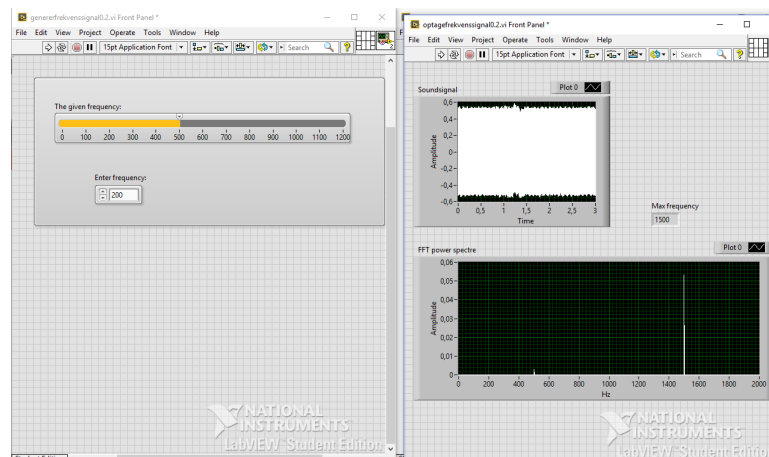 genererfrekvenssignal0.2.vi Front Panel *
File Edit View Project Operate Tools Window Help
15pt Application Font Search
The given frequency:
0 100 200 300 400 500 600 700 800 900 1000 1100 1200
Enter frequency:
200
NATIONAL
INSTRUMENTS
LabVIEW Student Edition
optagefrekvenssignal0.2.vi Front Panel *
File Edit View Project Operate Tools Window Help
15pt Application Font Search
Soundsignal
Plot 0
0,6
0,4
0,2
0
-0,2
-0,4
-0,6
Amplitude
0 0,5 1 1,5 2 2,5 3
Time
Max frequency
1500
FFT power spectre
Plot 0
0,06
0,05
0,04
0,03
0,02
0,01
0
Amplitude
0 200 400 600 800 1000 1200 1400 1600 1800 2000
Hz
NATIONAL
INSTRUMENTS
LabVIEW Student Edition